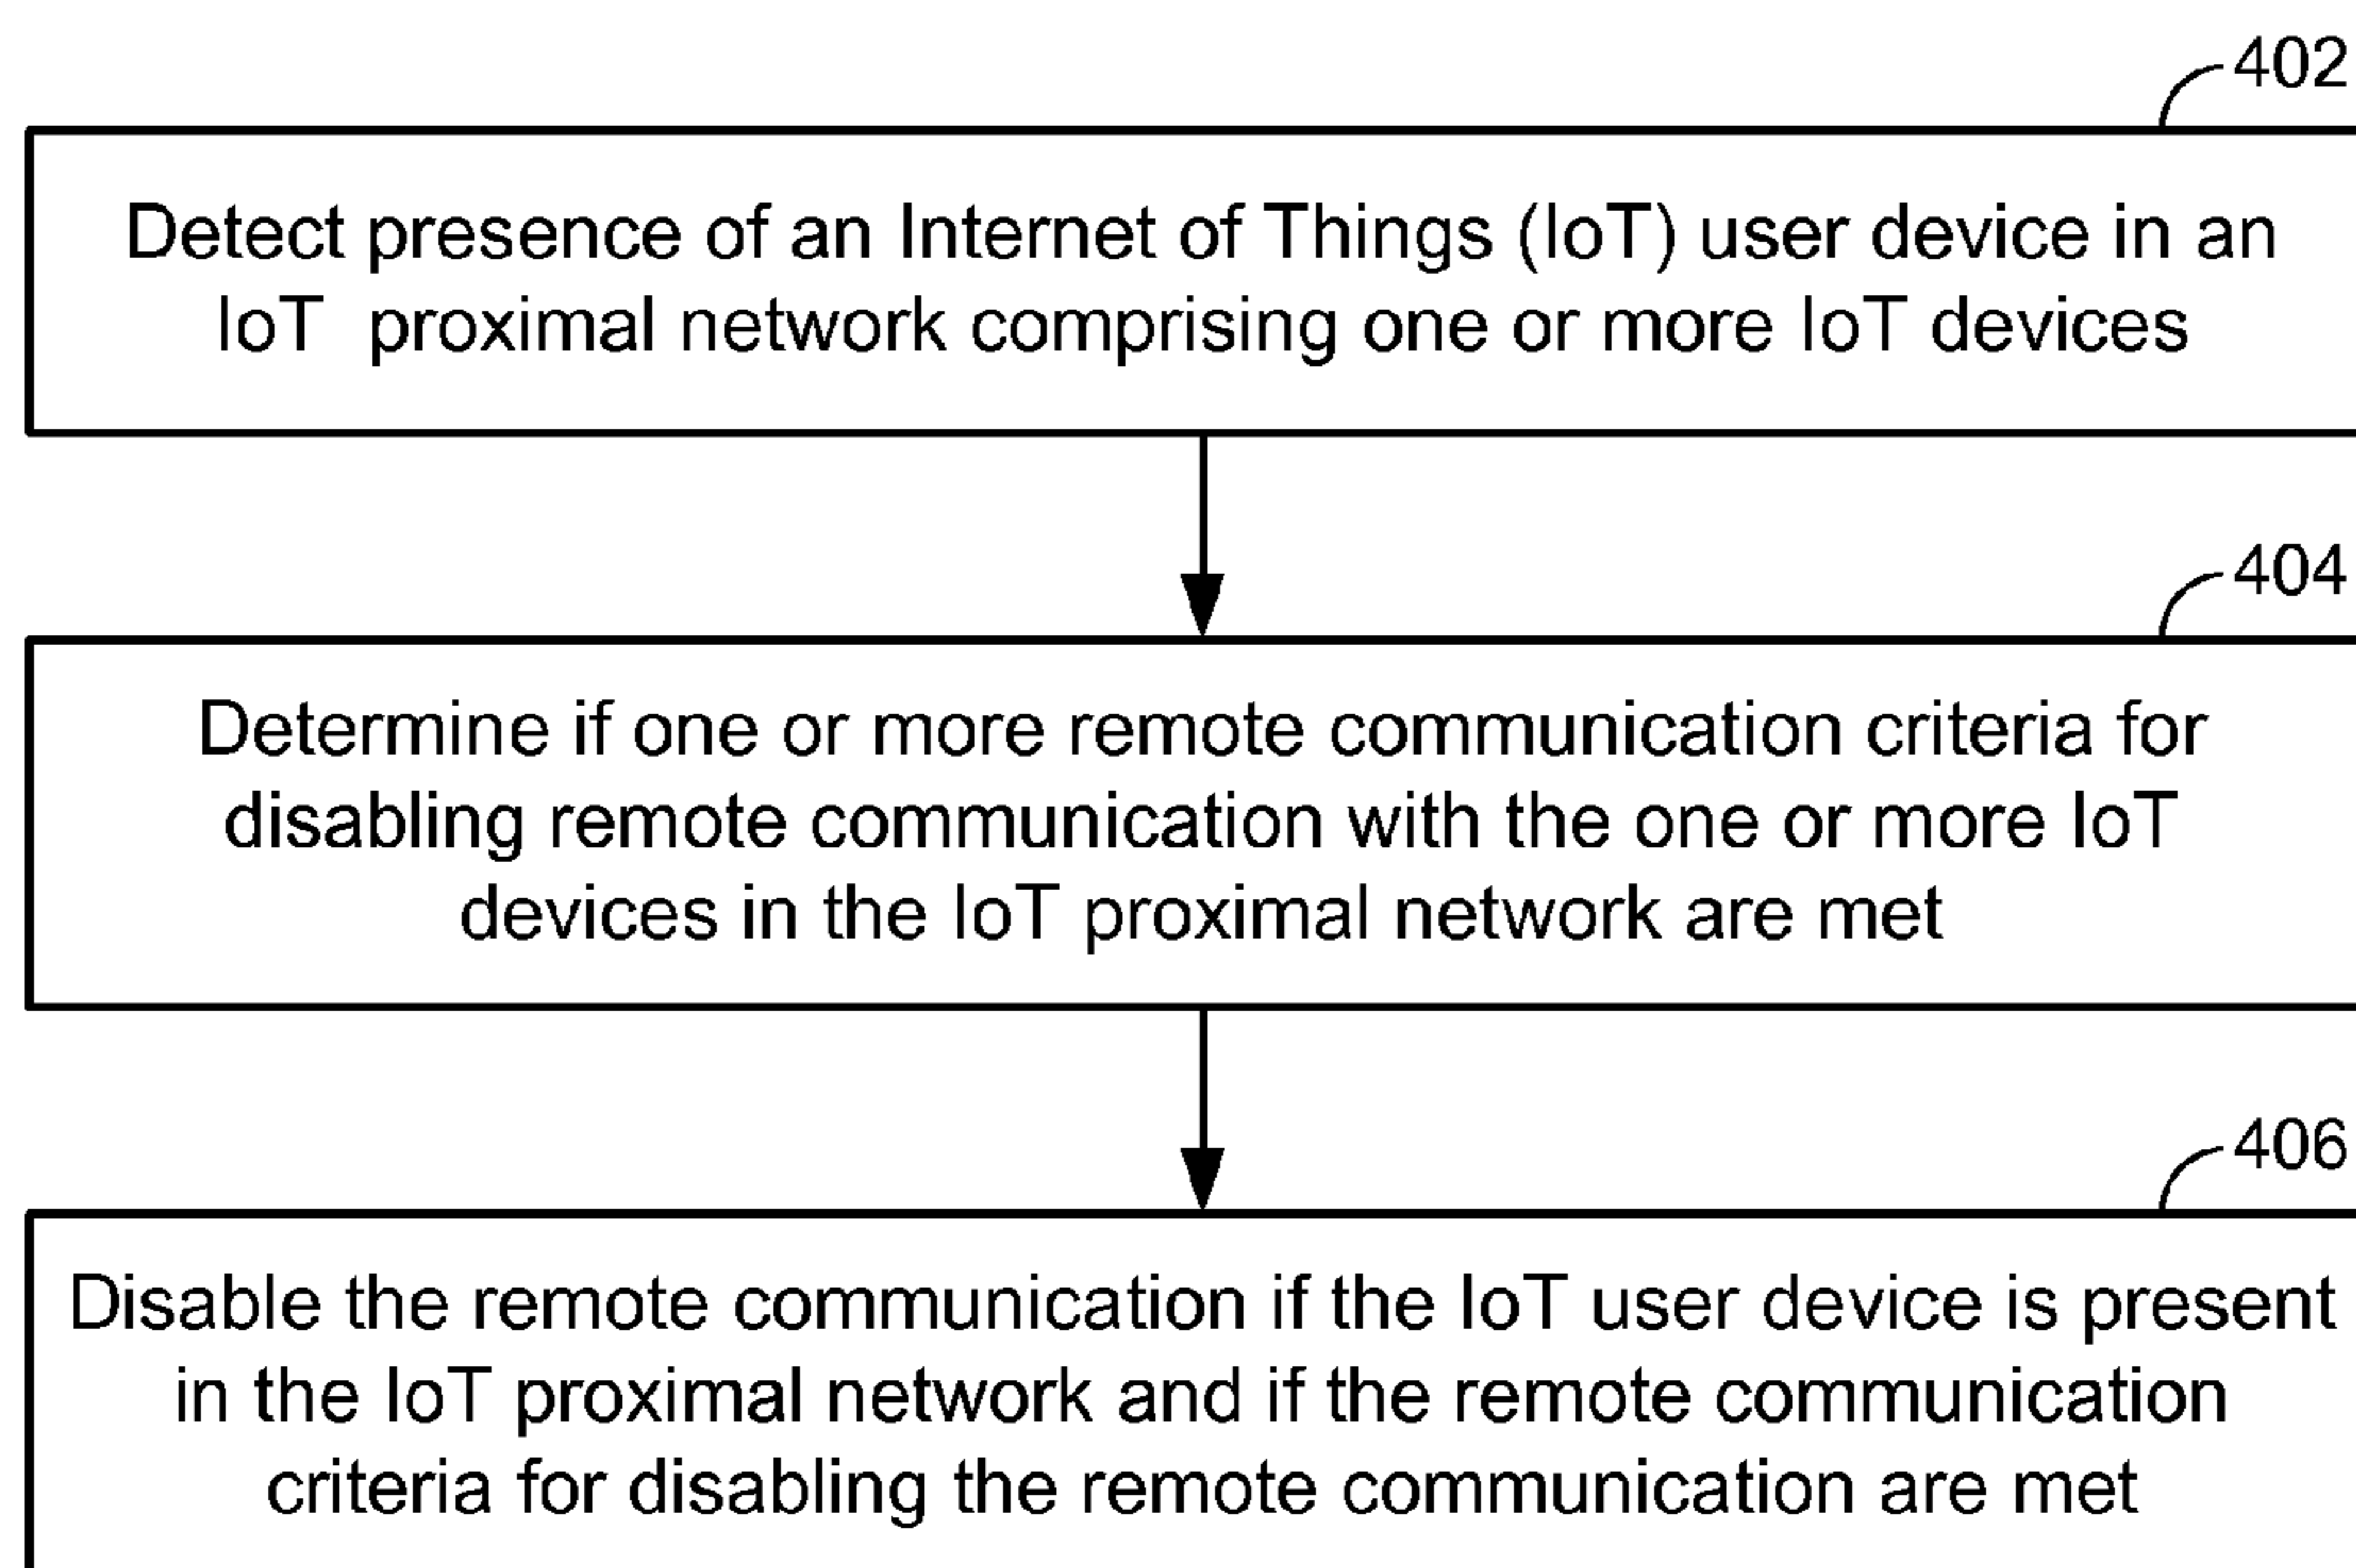 402
Detect presence of an Internet of Things (IoT) user device in an
IoT proximal network comprising one or more IoT devices
404
Determine if one or more remote communication criteria for
disabling remote communication with the one or more IoT
devices in the IoT proximal network are met
406
Disable the remote communication if the IoT user device is present
in the IoT proximal network and if the remote communication
criteria for disabling the remote communication are met